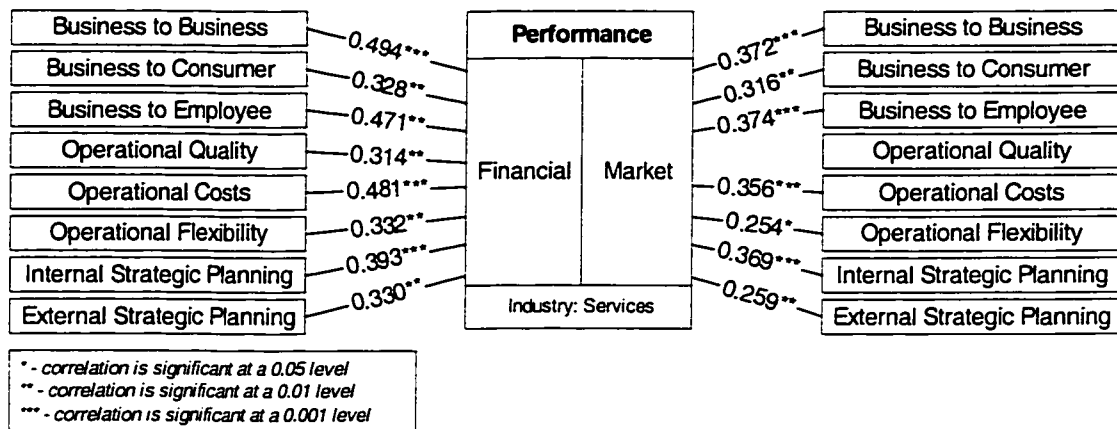 Business to Business
Business to Consumer
Business to Employee
Operational Quality
Operational Costs
Operational Flexibility
Internal Strategic Planning
External Strategic Planning
0.494***
0.328**
0.471**
0.314**
0.481***
0.332**
0.393***
0.330**
Performance
Financial
Market
Industry: Services
0.372***
0.316**
0.374***
0.356***
0.254*
0.369***
0.259**
Business to Business
Business to Consumer
Business to Employee
Operational Quality
Operational Costs
Operational Flexibility
Internal Strategic Planning
External Strategic Planning
* - correlation is significant at a 0.05 level
** - correlation is significant at a 0.01 level
*** - correlation is significant at a 0.001 level